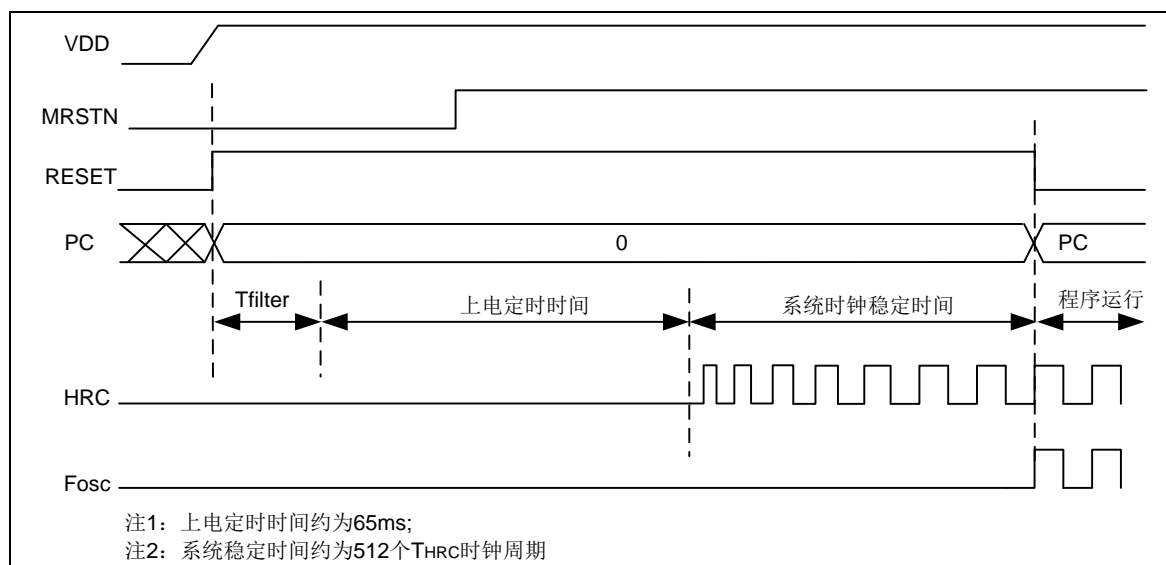 VDD
MRSTN
RESET
PC 0 PC
Tfilter 上电定时时间 系统时钟稳定时间 程序运行
HRC
Fosc
注1：上电定时时间约为65ms;
注2：系统稳定时间约为512个THRC时钟周期